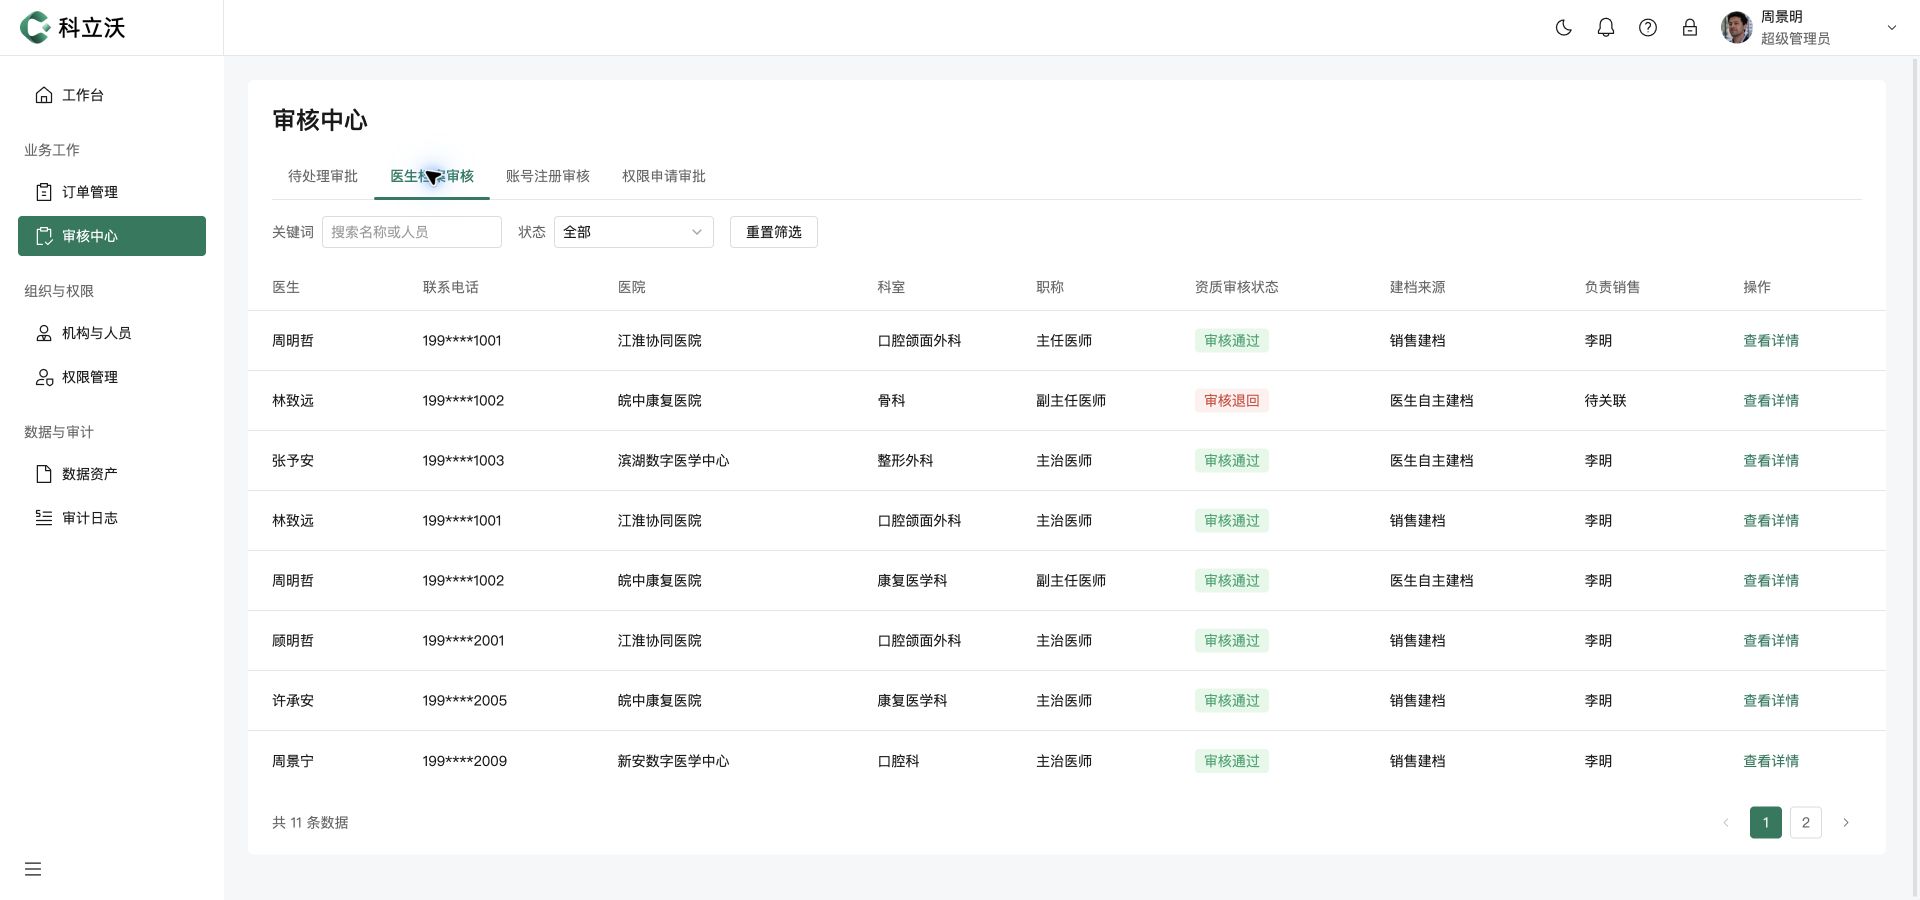 科立沃
周景明
超级管理员
工作台
业务工作
订单管理
审核中心
组织与权限
机构与人员
权限管理
数据与审计
数据资产
审计日志
审核中心
待处理审批 医生档案审核 账号注册审核 权限申请审批
关键词 搜索名称或人员 状态 全部 重置筛选
医生 联系电话 医院 科室 职称 资质审核状态 建档来源 负责销售 操作
周明哲 199****1001 江淮协同医院 口腔颌面外科 主任医师 审核通过 销售建档 李明 查看详情
林致远 199****1002 皖中康复医院 骨科 副主任医师 审核退回 医生自主建档 待关联 查看详情
张予安 199****1003 滨湖数字医学中心 整形外科 主治医师 审核通过 医生自主建档 李明 查看详情
林致远 199****1001 江淮协同医院 口腔颌面外科 主治医师 审核通过 销售建档 李明 查看详情
周明哲 199****1002 皖中康复医院 康复医学科 副主任医师 审核通过 医生自主建档 李明 查看详情
顾明哲 199****2001 江淮协同医院 口腔颌面外科 主治医师 审核通过 销售建档 李明 查看详情
许承安 199****2005 皖中康复医院 康复医学科 主治医师 审核通过 销售建档 李明 查看详情
周景宁 199****2009 新安数字医学中心 口腔科 主治医师 审核通过 销售建档 李明 查看详情
共 11 条数据 1 2